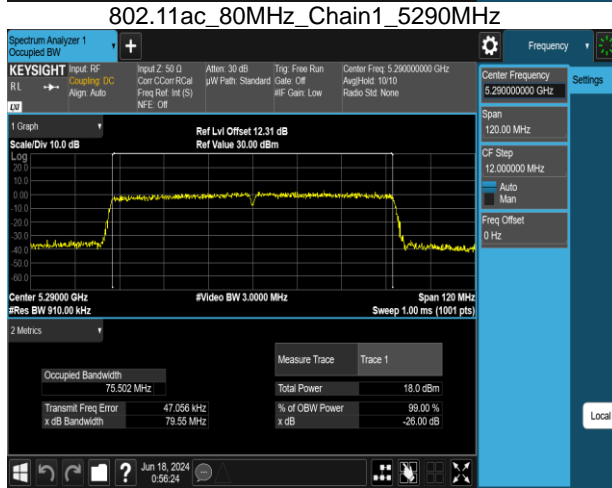 802.11ac_80MHz_Chain1_5290MHz
Spectrum Analyzer 1
Occupied BW
Frequency
KEYSIGHT
Input: RF
Coupling: DC
Align: Auto
Input Z: 50 Ω
Corr CCorr RCal
Freq Ref: Int (S)
NFE: Off
Atten: 30 dB
µW Path: Standard
Trig: Free Run
Gate: Off
#IF Gain: Low
Center Freq: 5.290000000 GHz
Avg|Hold: 10/10
Radio Std: None
RL
LXI
Center Frequency
5.290000000 GHz
Settings
Span
120.00 MHz
CF Step
12.000000 MHz
Auto
Man
Freq Offset
0 Hz
1 Graph
Scale/Div 10.0 dB
Ref Lvl Offset 12.31 dB
Ref Value 30.00 dBm
Log
20.0
10.0
0.00
-10.0
-20.0
-30.0
-40.0
-50.0
-60.0
Center 5.29000 GHz
#Video BW 3.0000 MHz
Span 120 MHz
#Res BW 910.00 kHz
Sweep 1.00 ms (1001 pts)
2 Metrics
Measure Trace
Trace 1
Occupied Bandwidth
75.502 MHz
Total Power
18.0 dBm
Transmit Freq Error
47.056 kHz
% of OBW Power
99.00 %
x dB Bandwidth
79.55 MHz
x dB
-26.00 dB
Local
Jun 18, 2024
0:56:24